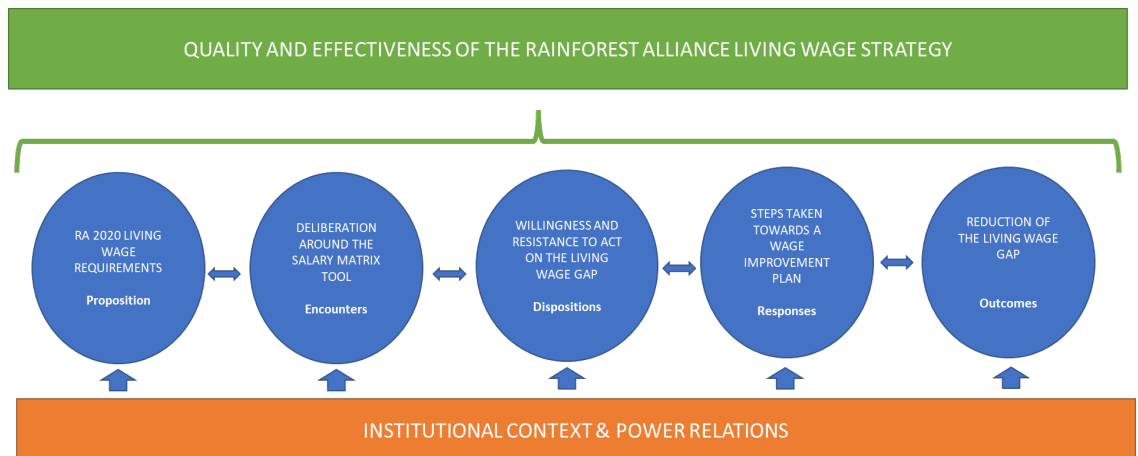 QUALITY AND EFFECTIVENESS OF THE RAINFOREST ALLIANCE LIVING WAGE STRATEGY
RA 2020 LIVING
WAGE
REQUIREMENTS
Proposition
DELIBERATION
AROUND THE
SALARY MATRIX
TOOL
Encounters
WILLINGNESS AND
RESISTANCE TO ACT
ON THE LIVING
WAGE GAP
Dispositions
STEPS TAKEN
TOWARDS A
WAGE
IMPROVEMENT
PLAN
Responses
REDUCTION OF
THE LIVING WAGE
GAP
Outcomes
INSTITUTIONAL CONTEXT & POWER RELATIONS